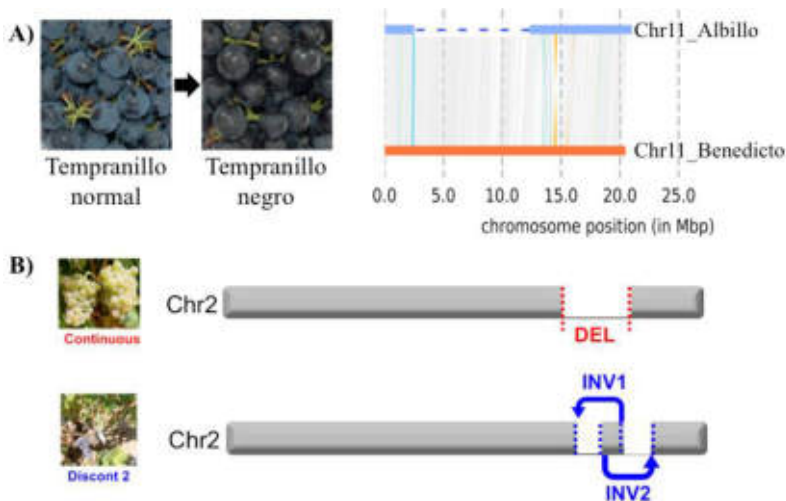 A)
Tempranillo
normal
Tempranillo
negro
Chr11_Albillo
Chr11_Benedicto
0.0 5.0 10.0 15.0 20.0 25.0
chromosome position (in Mbp)
B)
Continuous
Chr2
DEL
Discont 2
Chr2
INV1
INV2